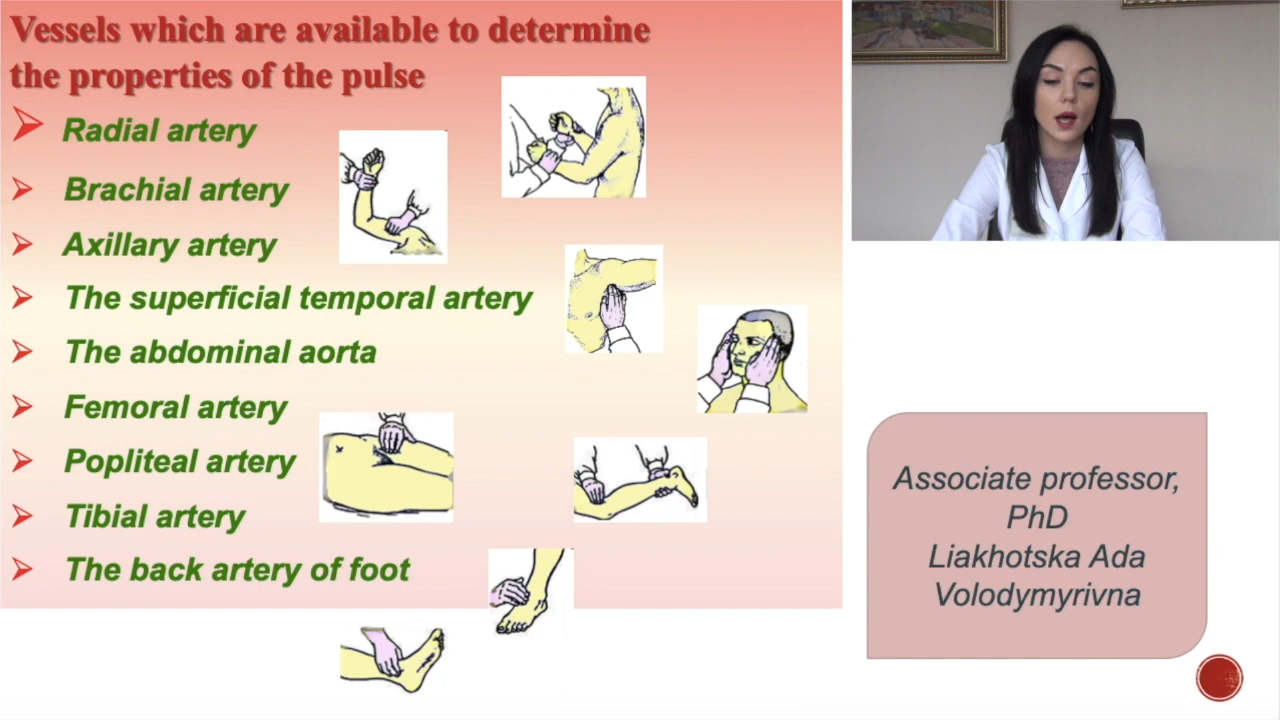 Vessels which are available to determine
the properties of the pulse
Radial artery
Brachial artery
Axillary artery
The superficial temporal artery
The abdominal aorta
Femoral artery
Popliteal artery
Tibial artery
The back artery of foot
Associate professor,
PhD
Liakhotska Ada
Volodymyrivna